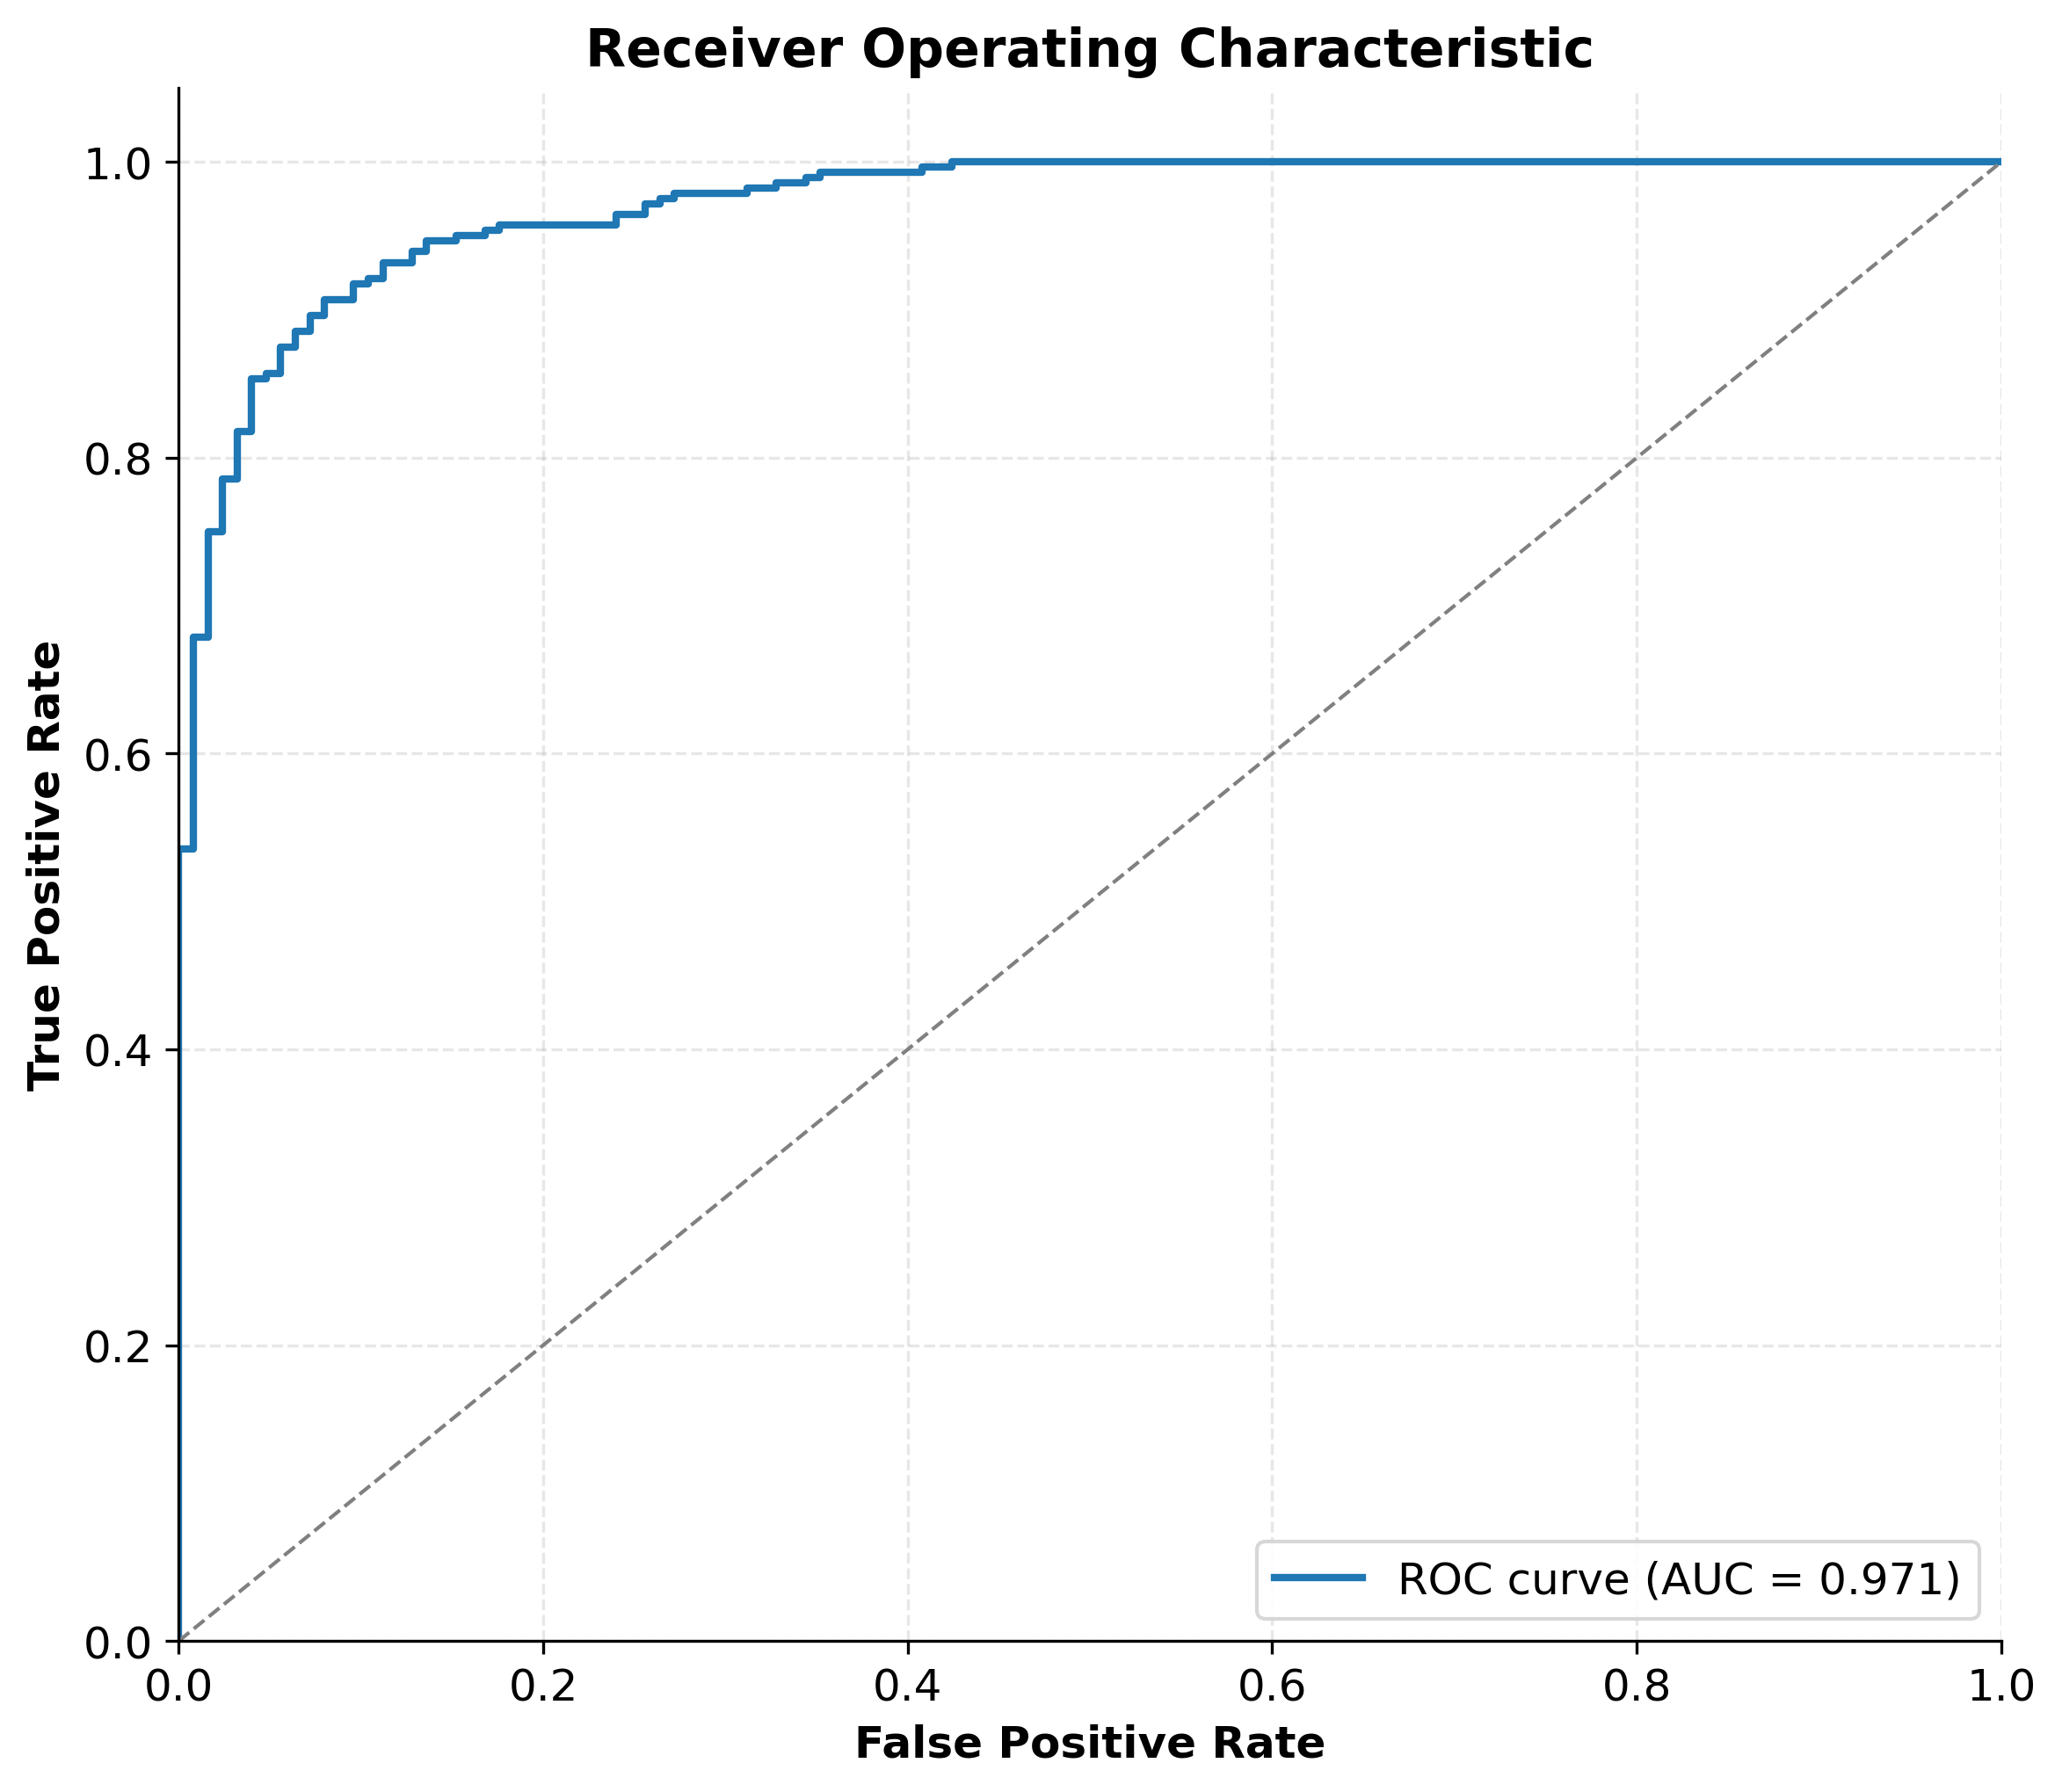 Receiver Operating Characteristic
True Positive Rate
1.0
0.8
0.6
0.4
0.2
0.0
ROC curve (AUC = 0.971)
0.0 0.2 0.4 0.6 0.8 1.0
False Positive Rate